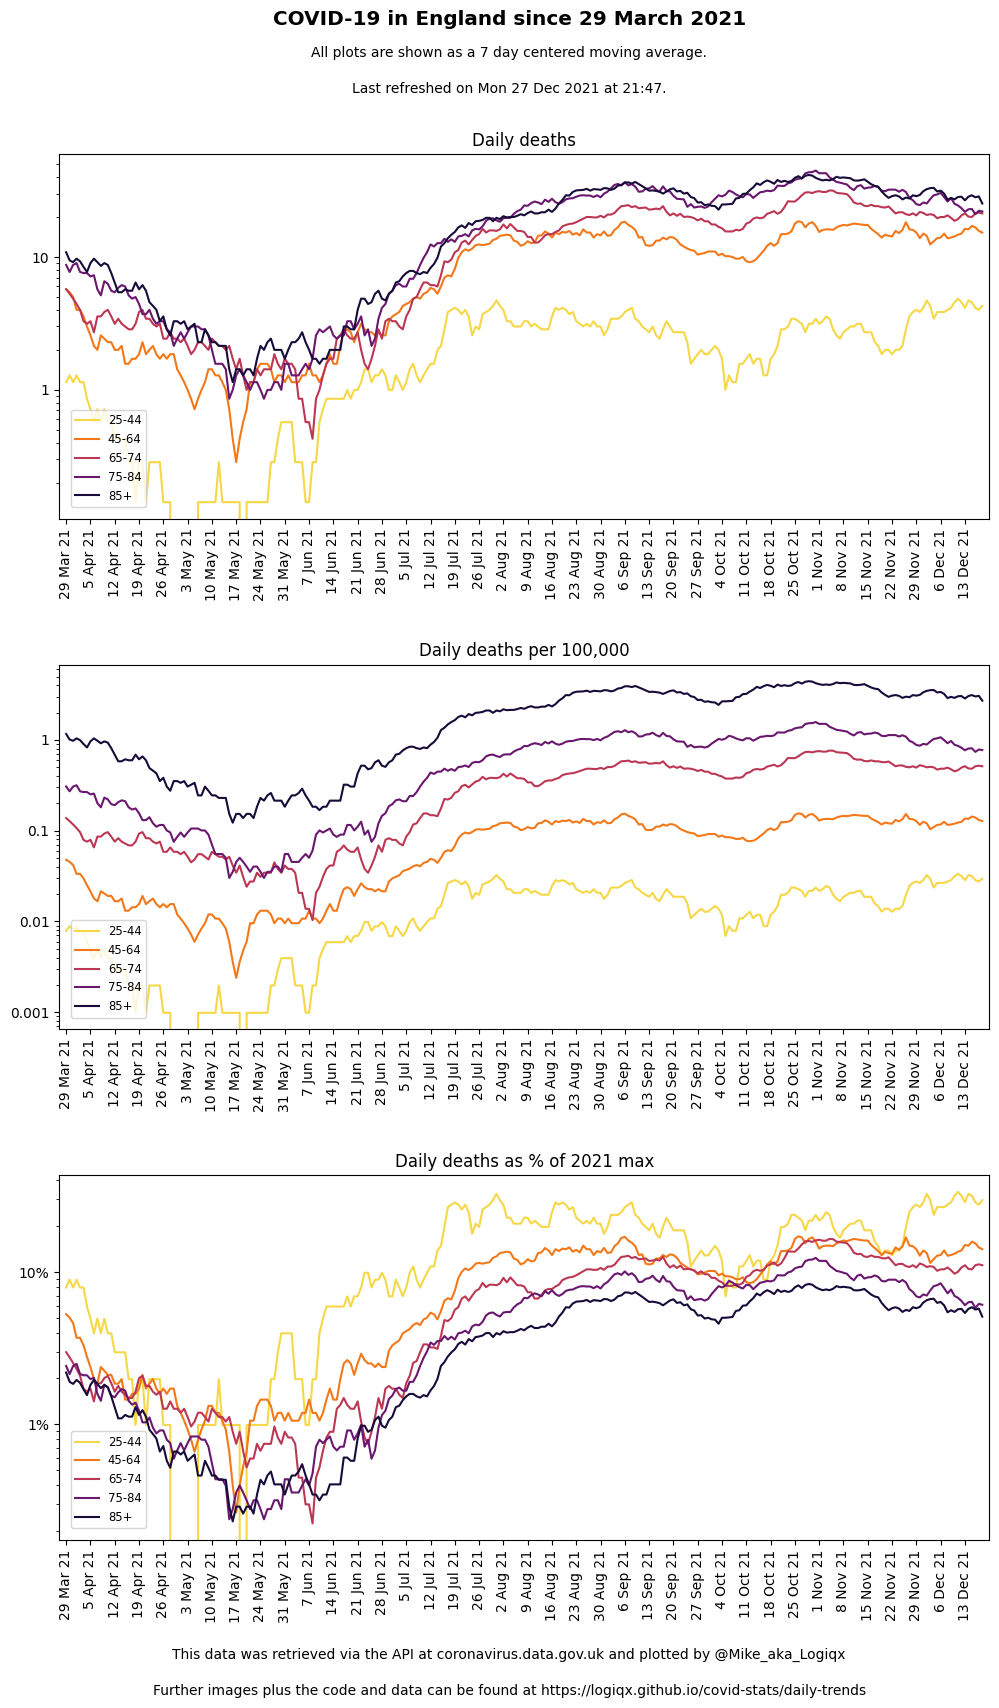 COVID-19 in England since 29 March 2021
All plots are shown as a 7 day centered moving average.
Last refreshed on Mon 27 Dec 2021 at 21:47.
Daily deaths
10
1
25-44
45-64
65-74
75-84
85+
29 Mar 21
5 Apr 21
12 Apr 21
19 Apr 21
26 Apr 21
3 May 21
10 May 21
17 May 21
24 May 21
31 May 21
7 Jun 21
14 Jun 21
21 Jun 21
28 Jun 21
5 Jul 21
12 Jul 21
19 Jul 21
26 Jul 21
2 Aug 21
9 Aug 21
16 Aug 21
23 Aug 21
30 Aug 21
6 Sep 21
13 Sep 21
20 Sep 21
27 Sep 21
4 Oct 21
11 Oct 21
18 Oct 21
25 Oct 21
1 Nov 21
8 Nov 21
15 Nov 21
22 Nov 21
29 Nov 21
6 Dec 21
13 Dec 21
Daily deaths per 100,000
1
0.1
0.01
0.001
25-44
45-64
65-74
75-84
85+
29 Mar 21
5 Apr 21
12 Apr 21
19 Apr 21
26 Apr 21
3 May 21
10 May 21
17 May 21
24 May 21
31 May 21
7 Jun 21
14 Jun 21
21 Jun 21
28 Jun 21
5 Jul 21
12 Jul 21
19 Jul 21
26 Jul 21
2 Aug 21
9 Aug 21
16 Aug 21
23 Aug 21
30 Aug 21
6 Sep 21
13 Sep 21
20 Sep 21
27 Sep 21
4 Oct 21
11 Oct 21
18 Oct 21
25 Oct 21
1 Nov 21
8 Nov 21
15 Nov 21
22 Nov 21
29 Nov 21
6 Dec 21
13 Dec 21
Daily deaths as % of 2021 max
10%
1%
25-44
45-64
65-74
75-84
85+
29 Mar 21
5 Apr 21
12 Apr 21
19 Apr 21
26 Apr 21
3 May 21
10 May 21
17 May 21
24 May 21
31 May 21
7 Jun 21
14 Jun 21
21 Jun 21
28 Jun 21
5 Jul 21
12 Jul 21
19 Jul 21
26 Jul 21
2 Aug 21
9 Aug 21
16 Aug 21
23 Aug 21
30 Aug 21
6 Sep 21
13 Sep 21
20 Sep 21
27 Sep 21
4 Oct 21
11 Oct 21
18 Oct 21
25 Oct 21
1 Nov 21
8 Nov 21
15 Nov 21
22 Nov 21
29 Nov 21
6 Dec 21
13 Dec 21
This data was retrieved via the API at coronavirus.data.gov.uk and plotted by @Mike_aka_Logiqx
Further images plus the code and data can be found at https://logiqx.github.io/covid-stats/daily-trends